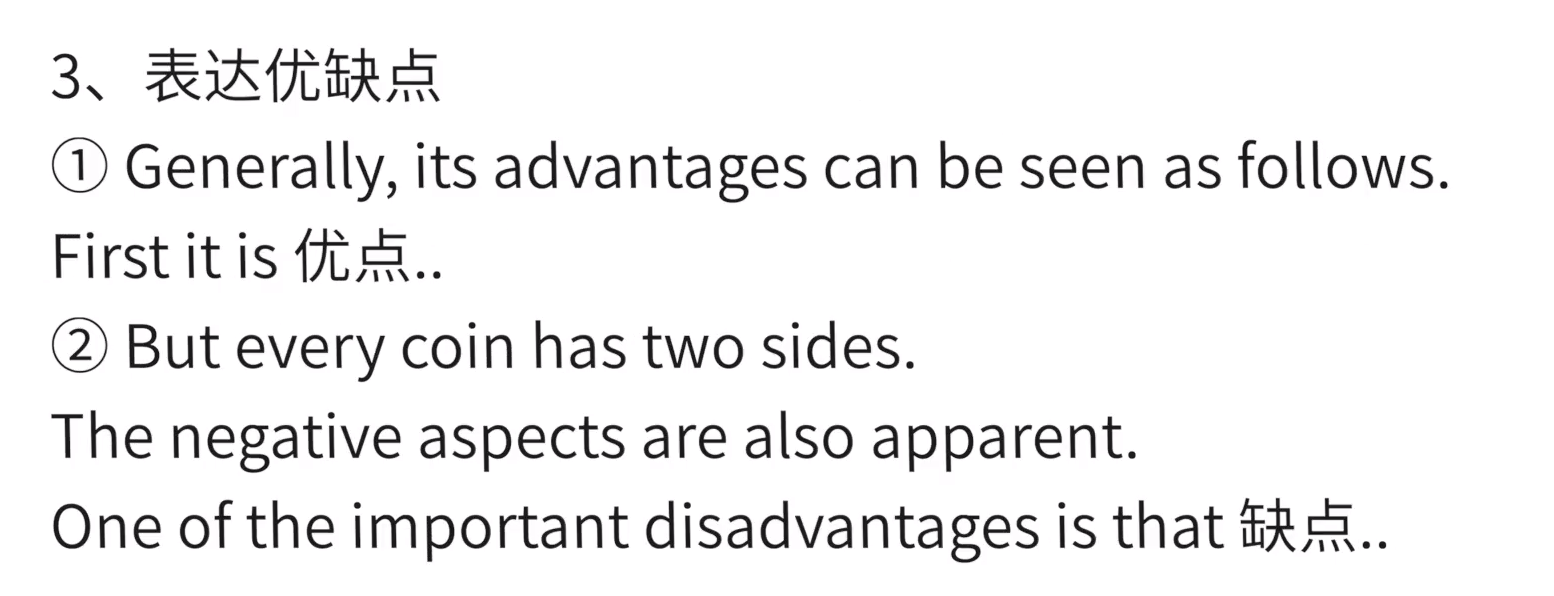 3、表达优缺点
① Generally, its advantages can be seen as follows.
First it is 优点..
② But every coin has two sides.
The negative aspects are also apparent.
One of the important disadvantages is that 缺点..